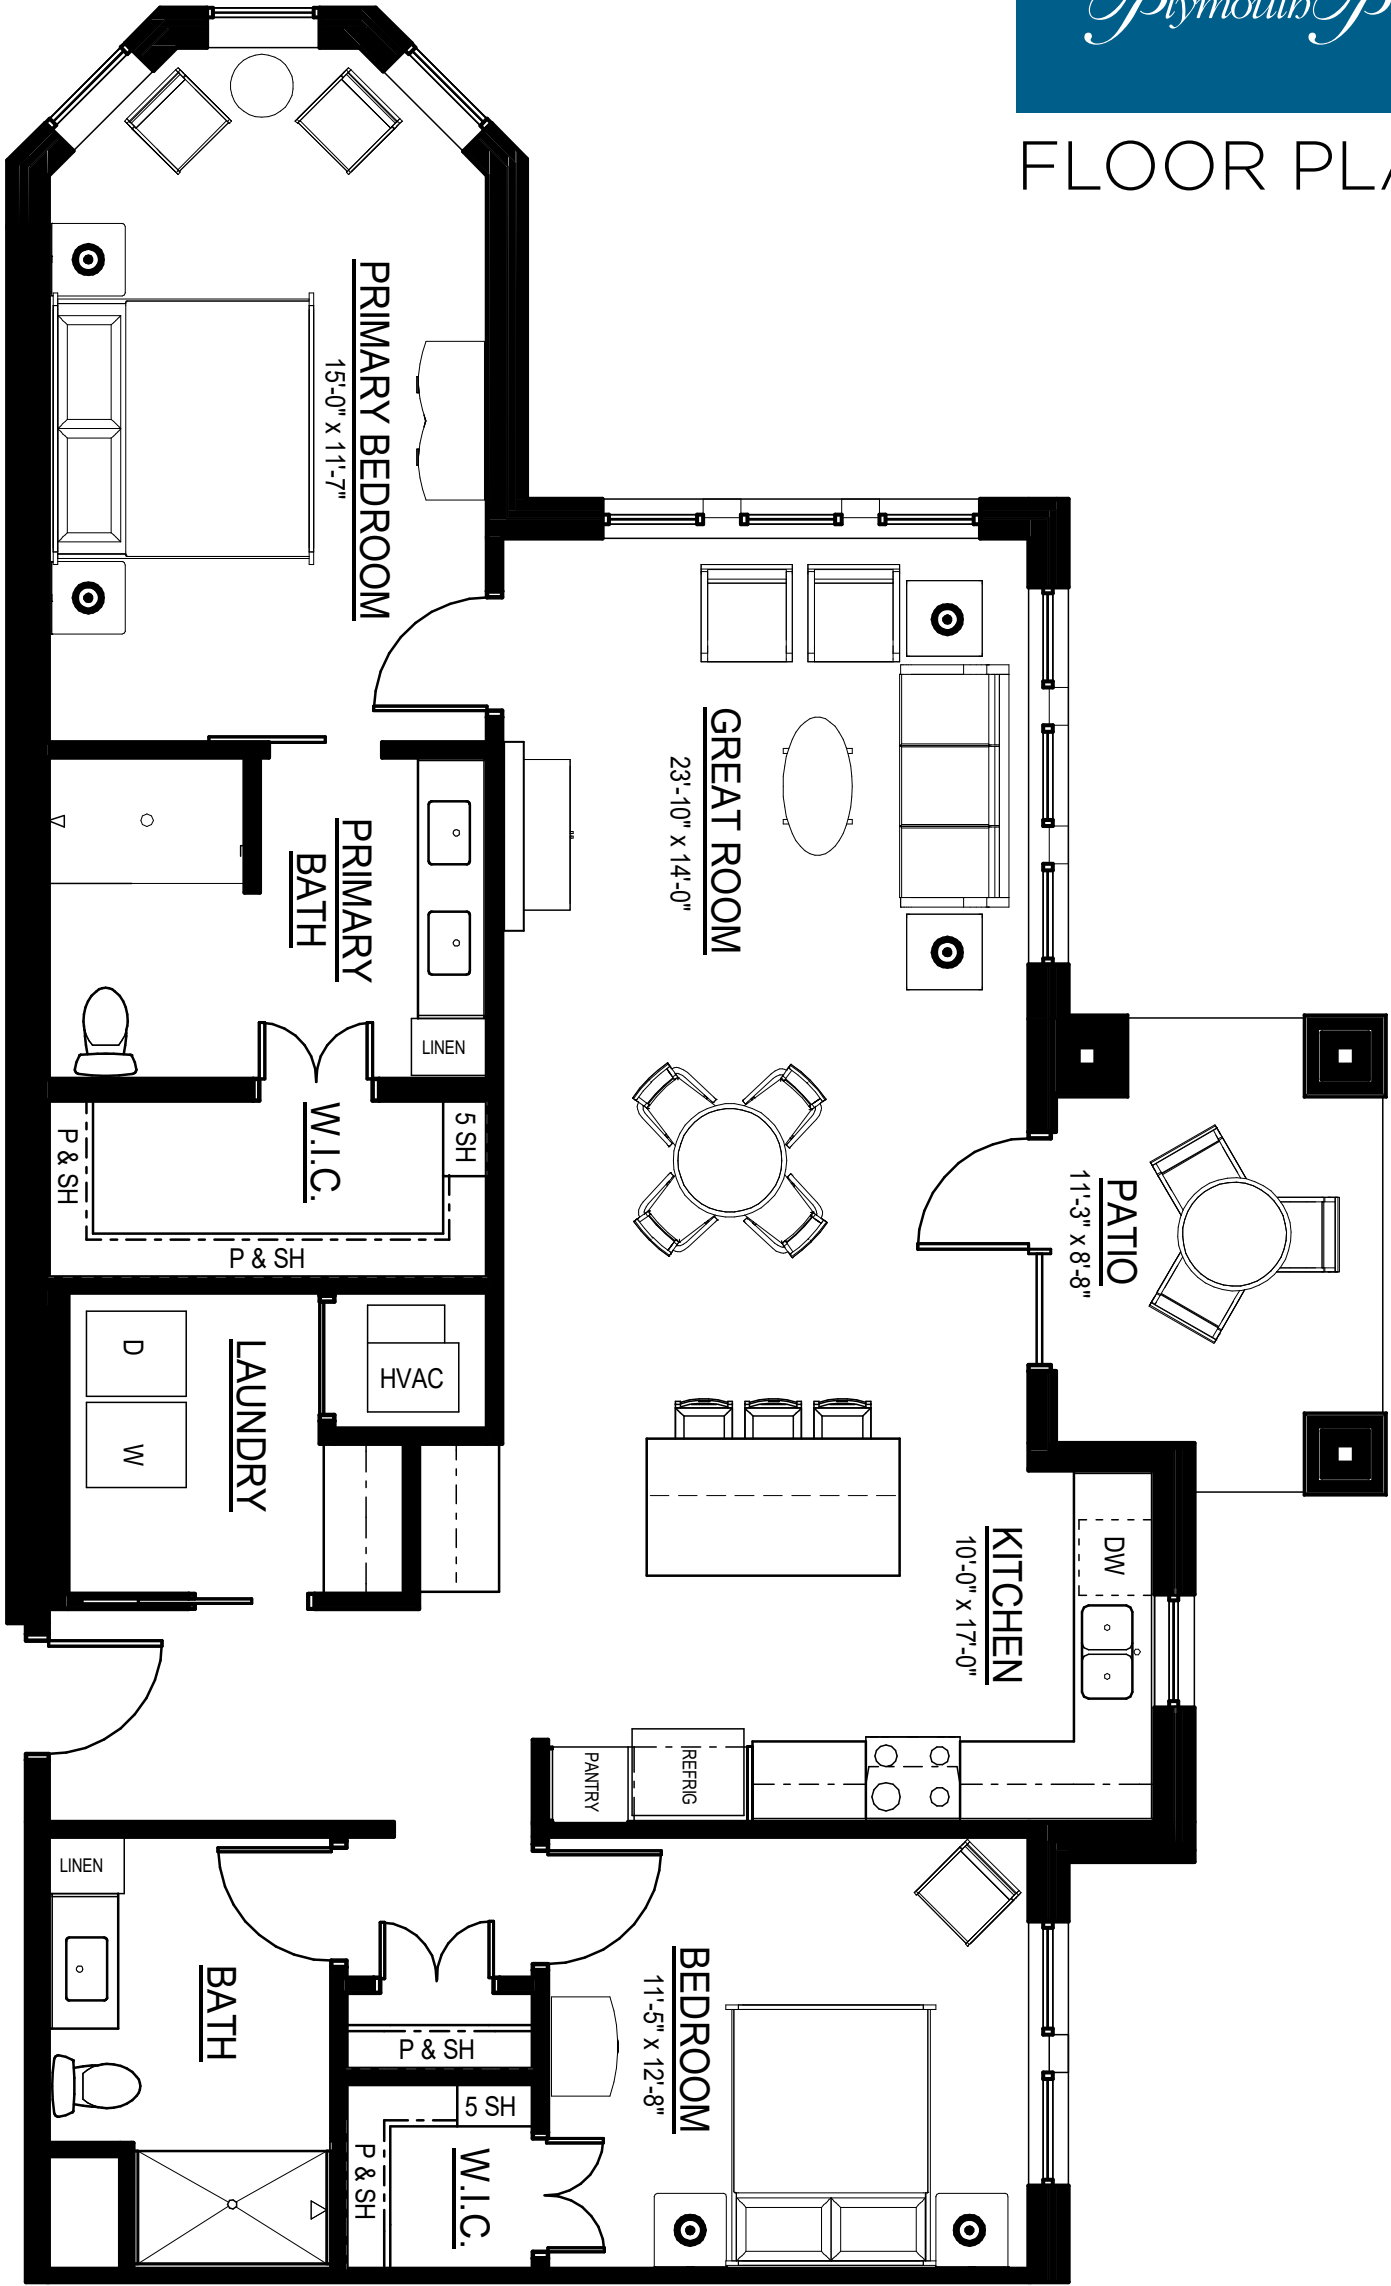 Plymouth
FLOOR
PRIMARY BEDROOM
15'-0" x 11'-7"
GREAT ROOM
23'-10" x 14'-0"
PRIMARY
BATH
LINEN
W.I.C.
5 SH
P & SH
P & SH
PATIO
11'-3" x 8'-8"
HVAC
LAUNDRY
D
W
KITCHEN
10'-0" x 17'-0"
DW
REFRIG
PANTRY
LINEN
BATH
BEDROOM
11'-5" x 12'-8"
P & SH
5 SH
W.I.C.
P & SH